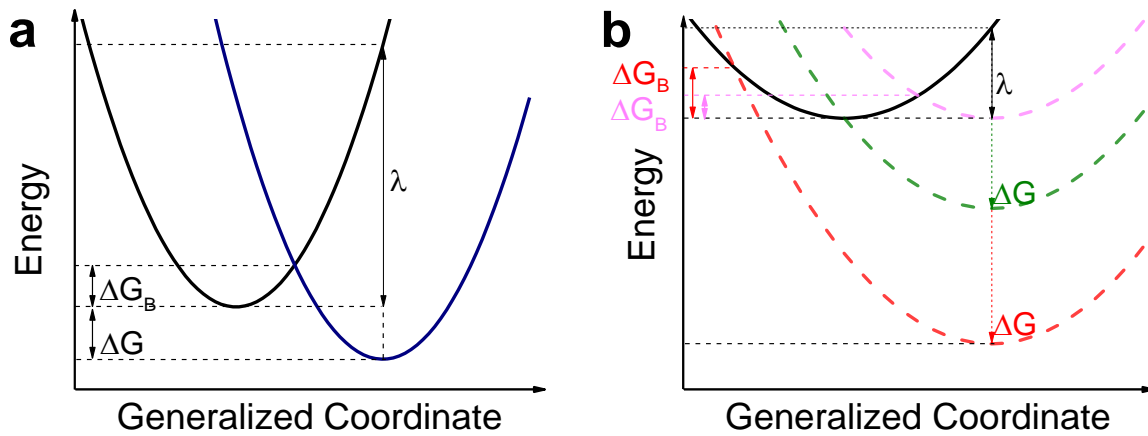 a
Energy
λ
ΔG_B
ΔG
Generalized Coordinate
b
Energy
ΔG_B
ΔG_B
λ
ΔG
ΔG
Generalized Coordinate